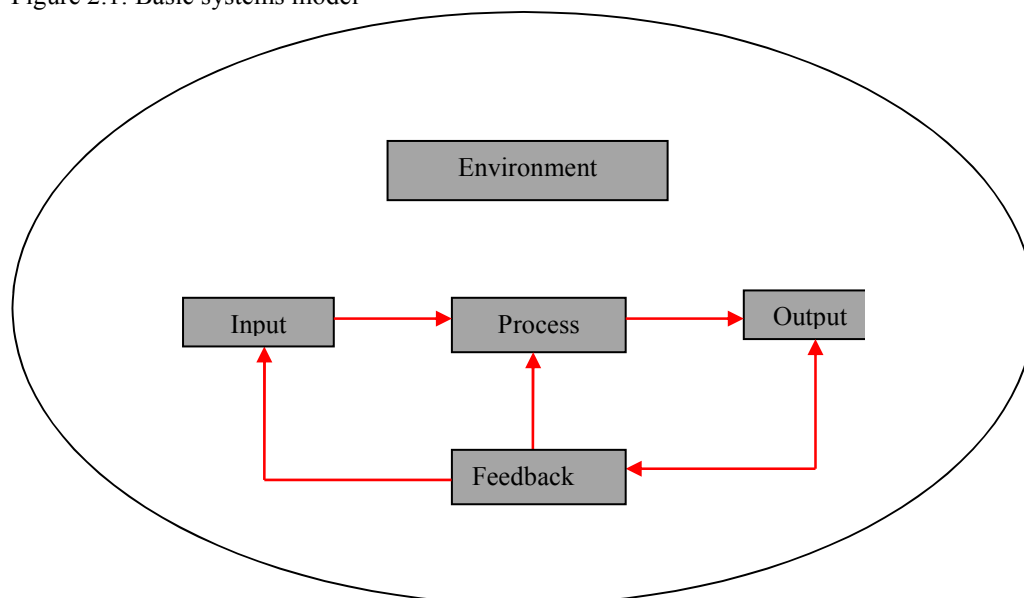 Figure 2.1: Basic systems model
Environment
Input
Process
Output
Feedback